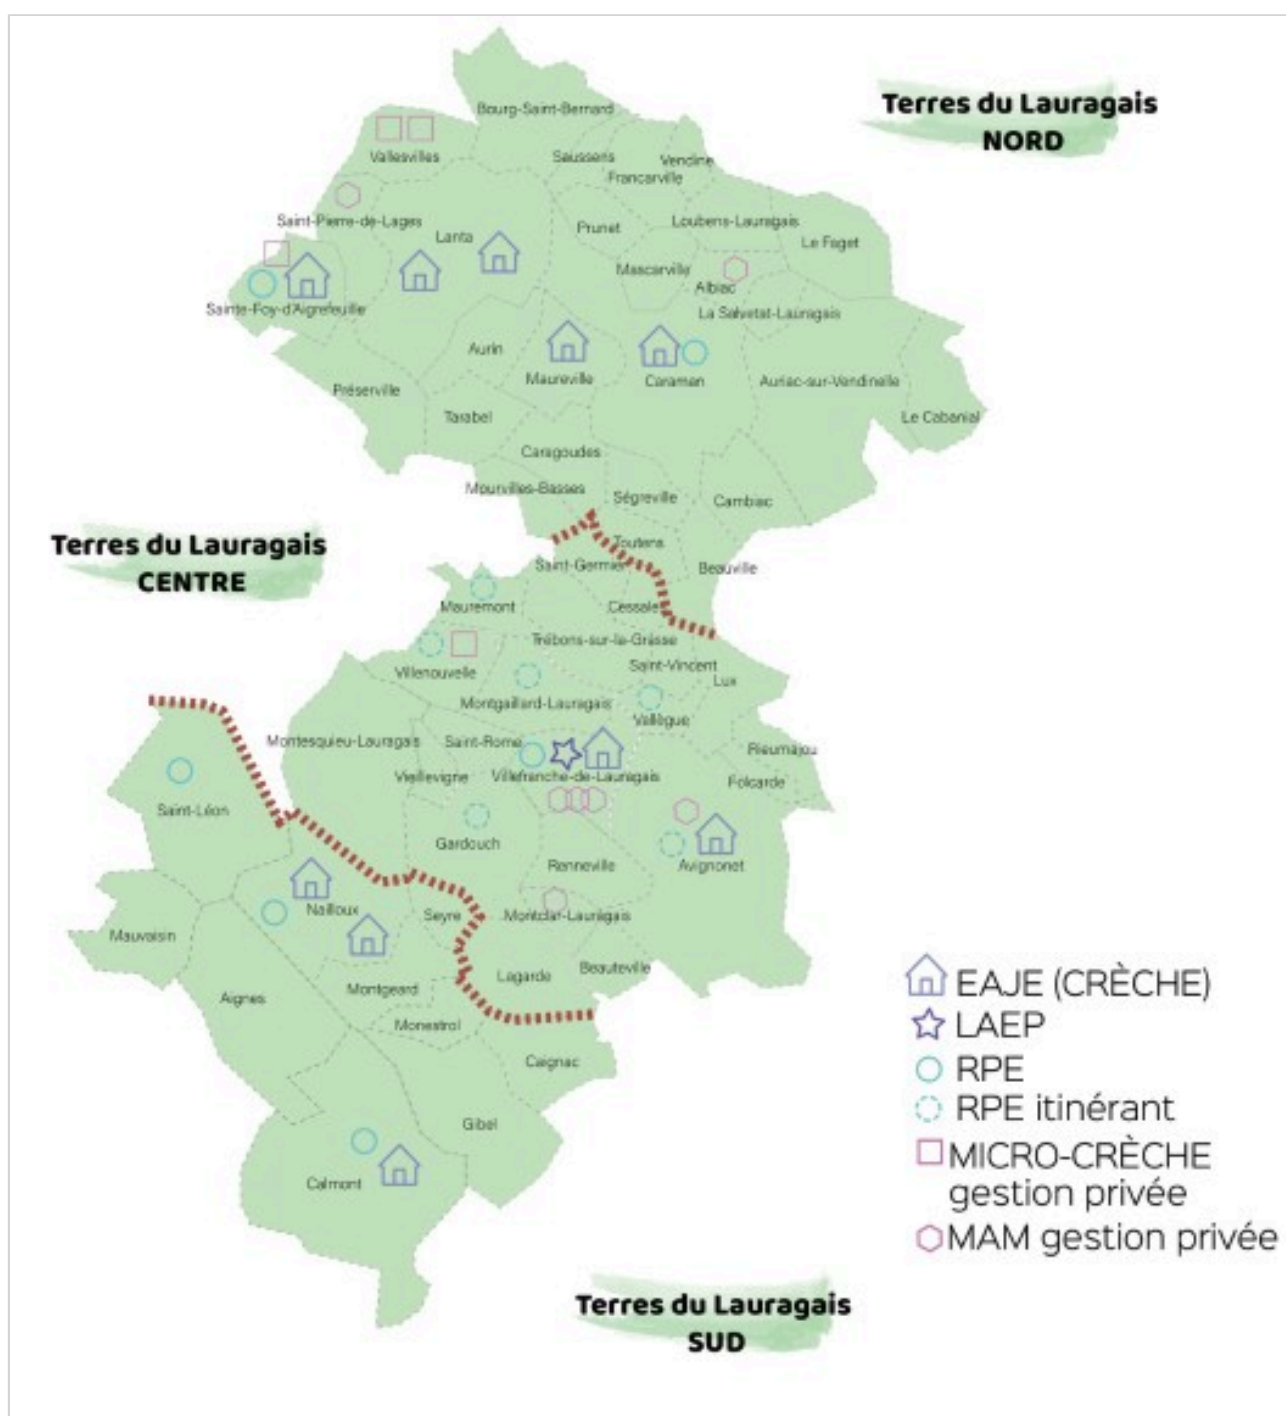 Terres du Lauragais
NORD
Bourg-Saint-Bernard
Vallesvilles
Saussens
Vendine
Francarville
Saint-Pierre-de-Lages
Loubens-Lauragais
Prunet
Lanta
Le Faget
Mascarville
Albiac
Sainte-Foy-d'Aigrefeuille
La Salvetat-Lauragais
Aurin
Maureville
Caraman
Auriac-sur-Vendinelle
Préserville
Tarabel
Le Cabanial
Caragoudes
Mourvilles-Basses
Ségreville
Cambiac
Terres du Lauragais
CENTRE
Toutens
Saint-Germier
Beauville
Mauremont
Cessales
Trébons-sur-la-Grasse
Saint-Vincent
Villenouvelle
Lux
Montgaillard-Lauragais
Vallègue
Montesquieu-Lauragais
Saint-Rome
Rieumajou
Vieillevigne
Villefranche-de-Lauragais
Folcarde
Saint-Léon
Gardouch
Renneville
Avignonet
Nailloux
Seyre
Montclar-Lauragais
Mauvaisin
Lagarde
Beauteville
Montgeard
Aignes
Monestrol
Caignac
Gibel
Calmont
EAJE (CRÈCHE)
LAEP
RPE
RPE itinérant
MICRO-CRÈCHE
gestion privée
MAM gestion privée
Terres du Lauragais
SUD